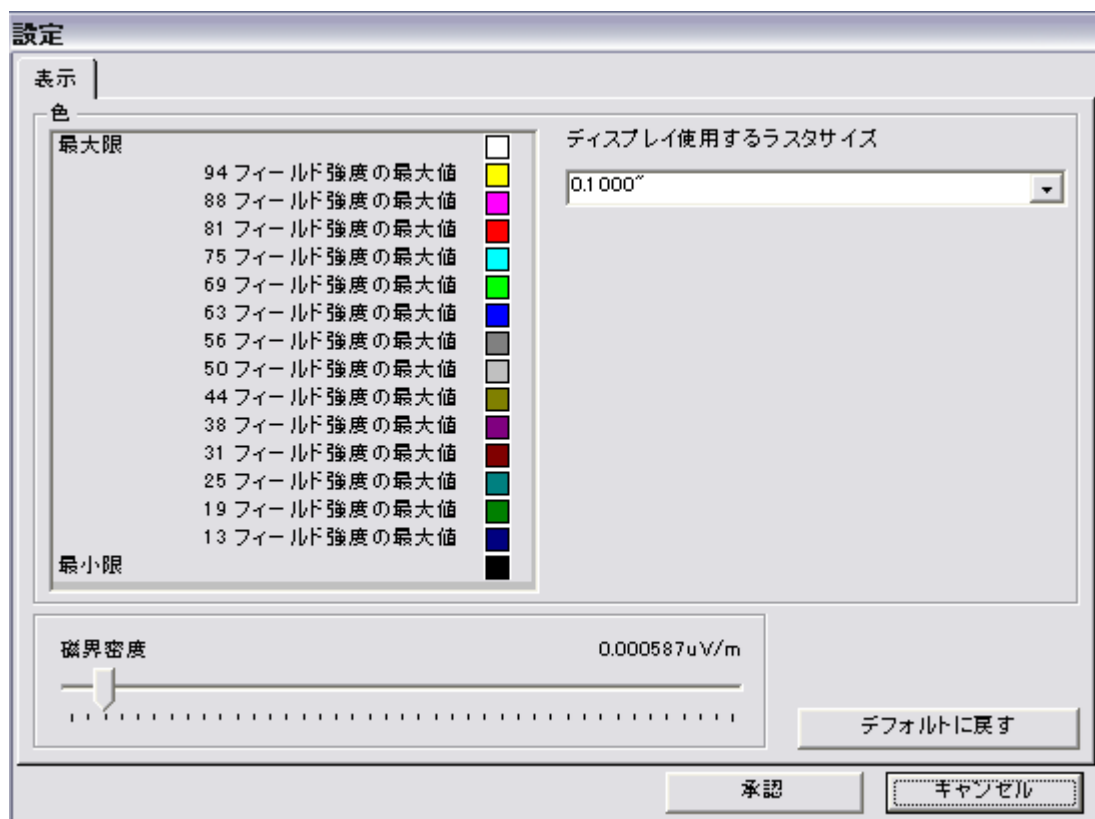 設定
表示
色
最大限
94 フィールド強度の最大値
88 フィールド強度の最大値
81 フィールド強度の最大値
75 フィールド強度の最大値
69 フィールド強度の最大値
63 フィールド強度の最大値
56 フィールド強度の最大値
50 フィールド強度の最大値
44 フィールド強度の最大値
38 フィールド強度の最大値
31 フィールド強度の最大値
25 フィールド強度の最大値
19 フィールド強度の最大値
13 フィールド強度の最大値
最小限
ディスプレイ使用するラスタサイズ
0.1000"
磁界密度
0.000587uV/m
デフォルトに戻す
承認
キャンセル